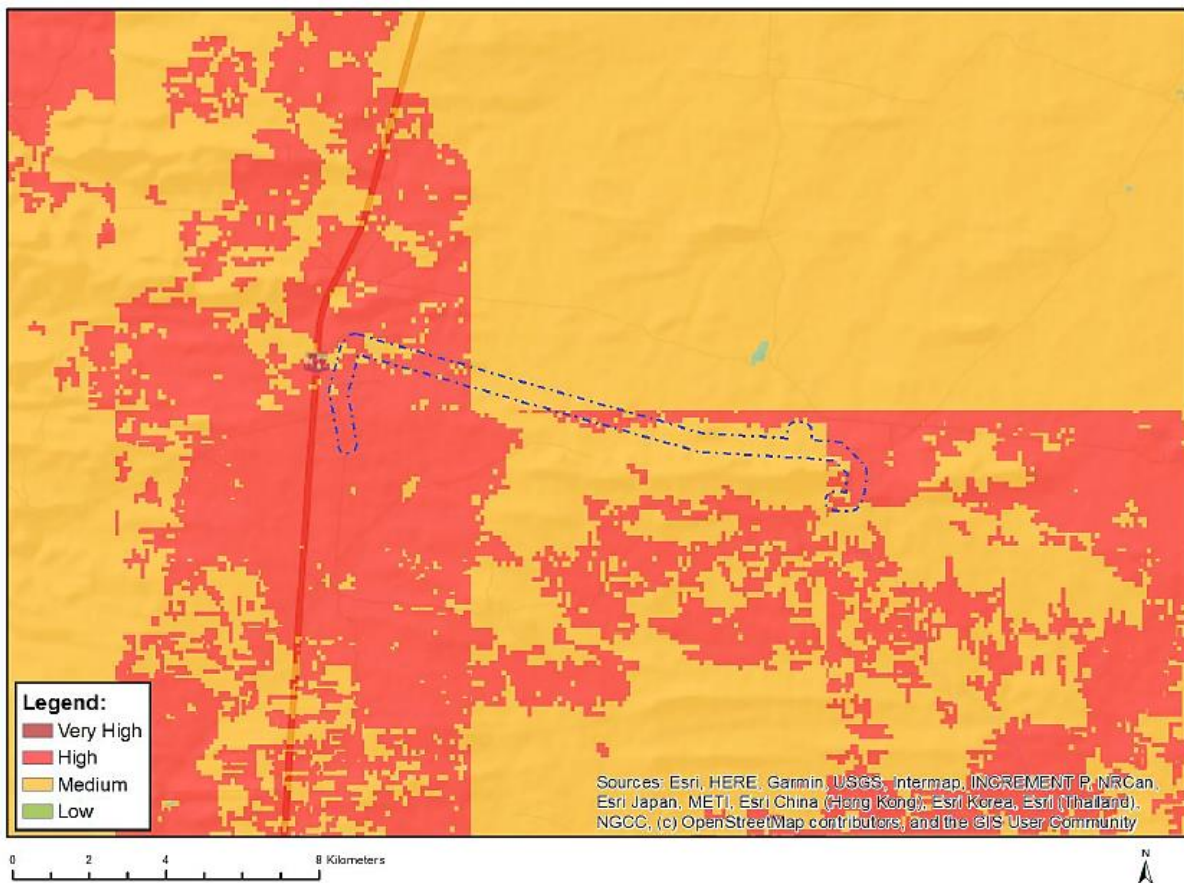 Legend:
Very High
High
Medium
Low
Sources: Esri, HERE, Garmin, USGS, Intermap, INCREMENT P, NRCan,
Esri Japan, METI, Esri China (Hong Kong), Esri Korea, Esri (Thailand),
NGCC, (c) OpenStreetMap contributors, and the GIS User Community
0 2 4 8 Kilometers
N